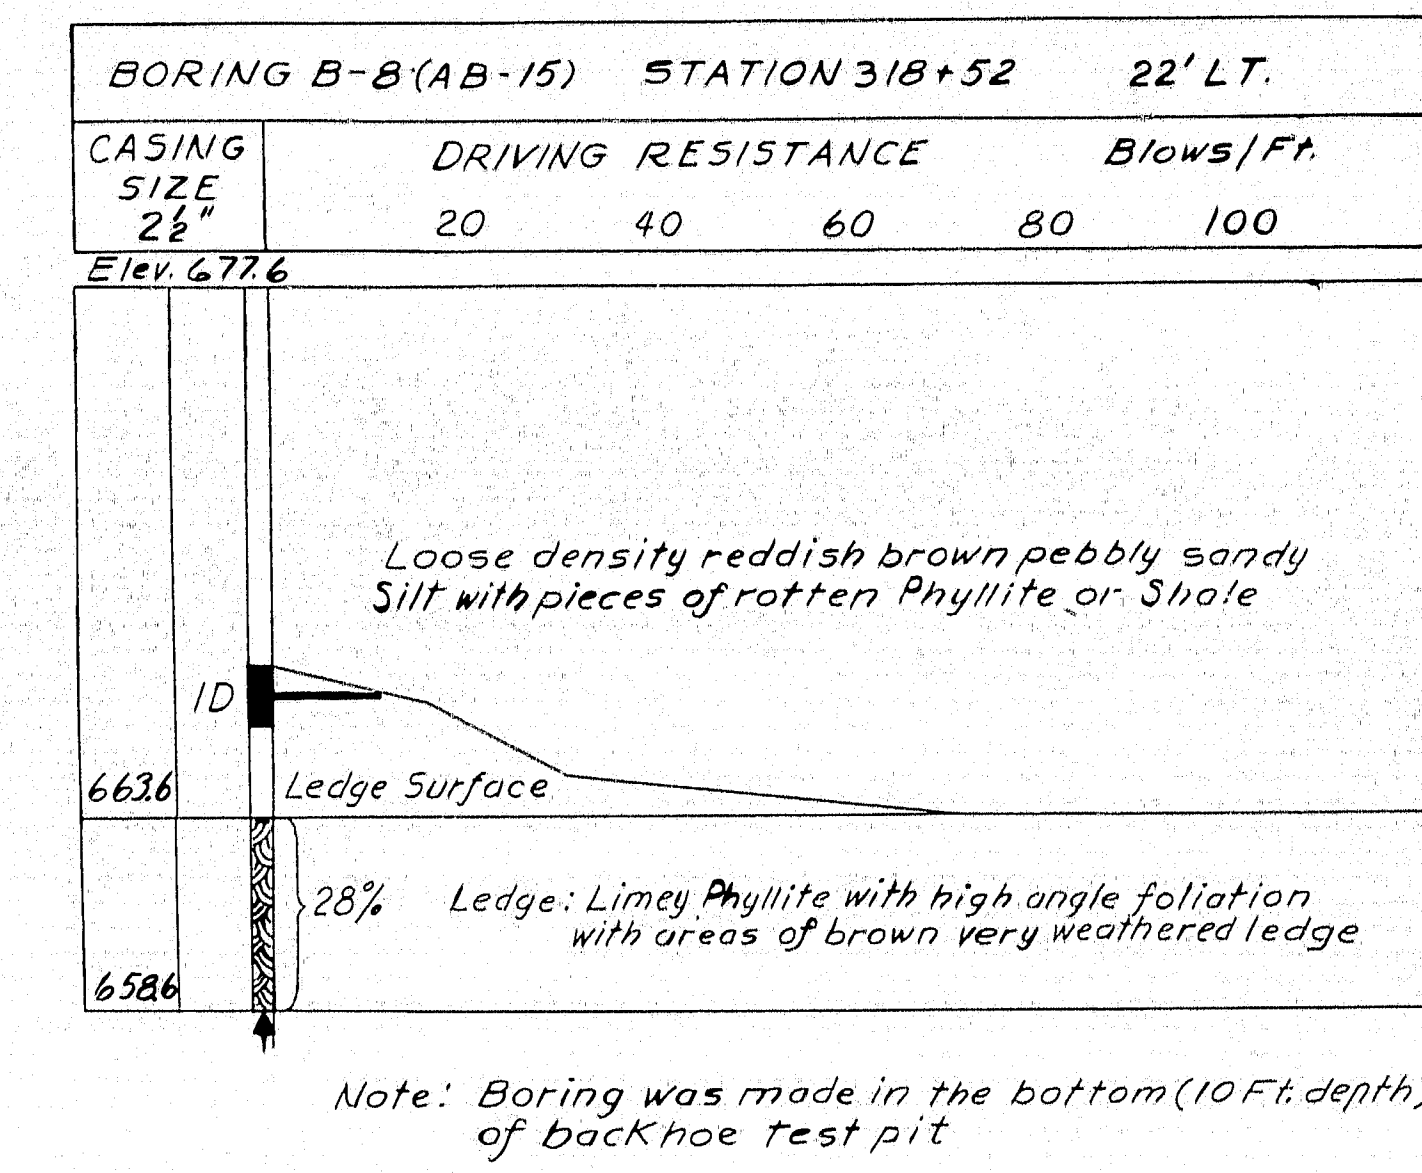 BORING B-8 (AB-15) STATION 318+52 22' LT.
CASING SIZE 2½"
DRIVING RESISTANCE Blows/Ft.
20 40 60 80 100
Elev. 677.6
Loose density reddish brown pebbly sandy
Silt with pieces of rotten Phyllite or Shale
1D
663.6 Ledge Surface
28% Ledge: Limey Phyllite with high angle foliation
with areas of brown very weathered ledge
658.6
Note: Boring was made in the bottom (10 Ft. depth)
of backhoe test pit